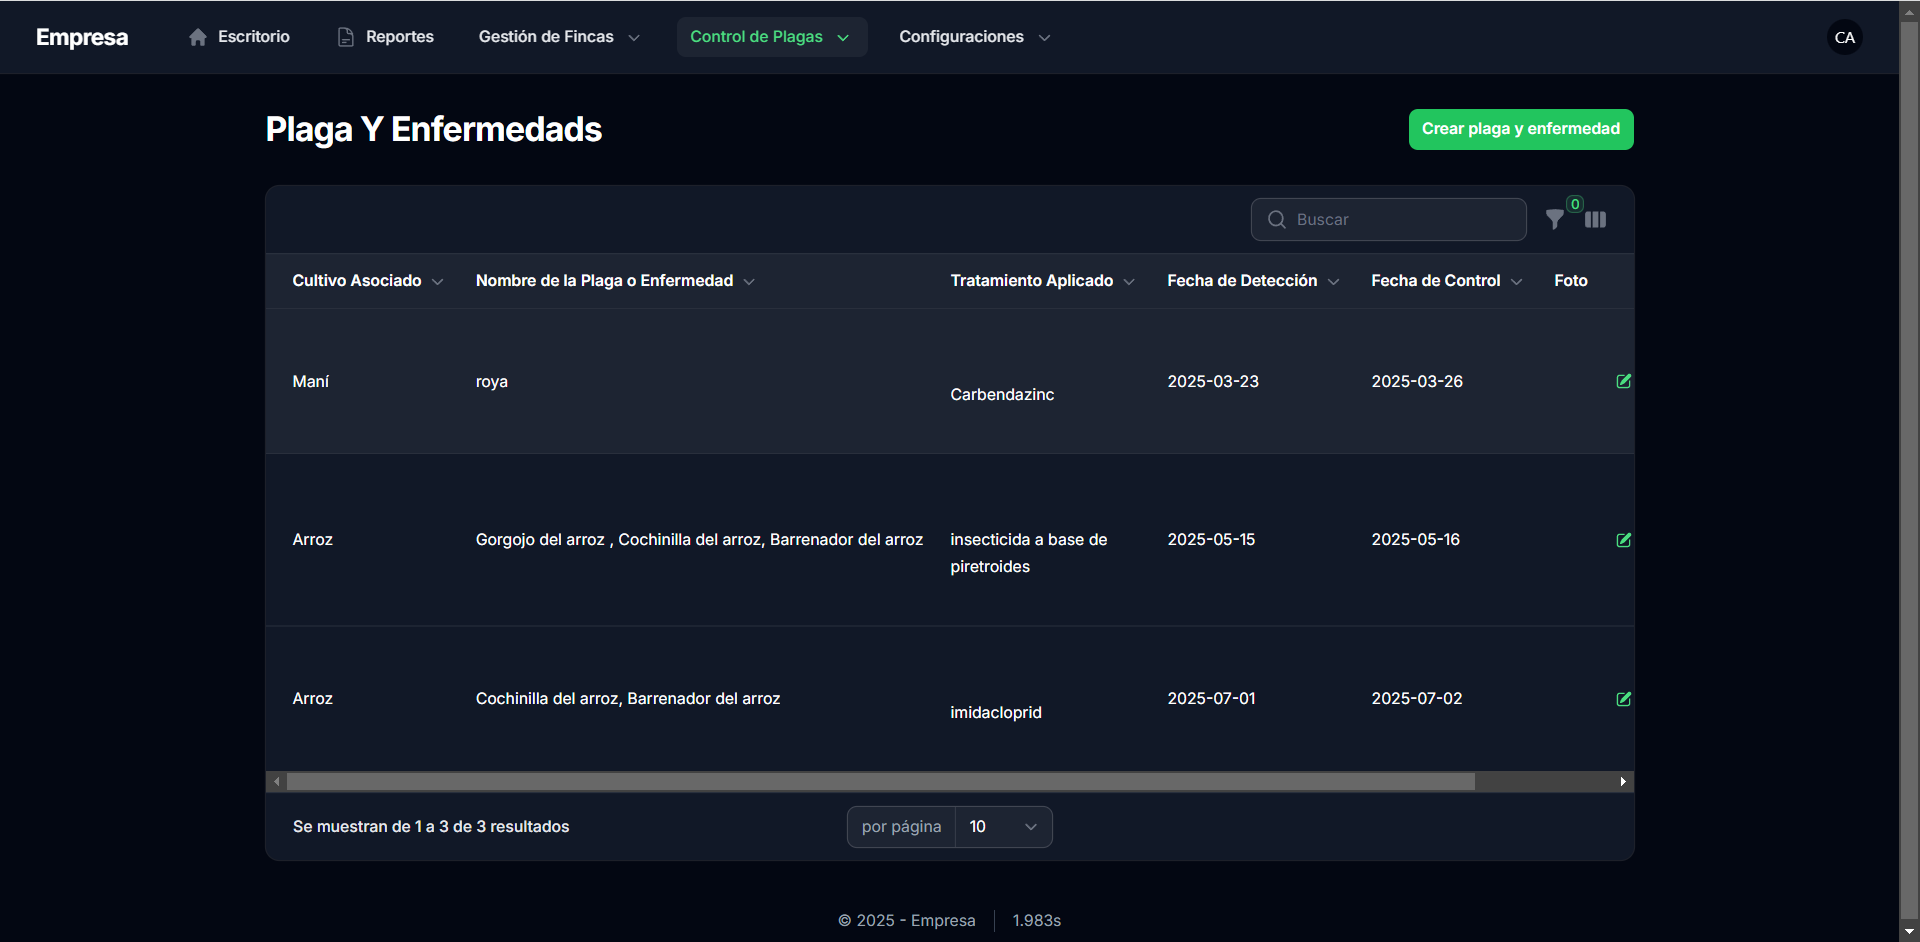 Empresa Escritorio Reportes Gestión de Fincas Control de Plagas Configuraciones CA
Plaga Y Enfermedads
Crear plaga y enfermedad
Buscar
0
Cultivo Asociado Nombre de la Plaga o Enfermedad Tratamiento Aplicado Fecha de Detección Fecha de Control Foto
Maní roya Carbendazinc 2025-03-23 2025-03-26
Arroz Gorgojo del arroz , Cochinilla del arroz, Barrenador del arroz insecticida a base de 2025-05-15 2025-05-16
piretroides
Arroz Cochinilla del arroz, Barrenador del arroz imidacloprid 2025-07-01 2025-07-02
Se muestran de 1 a 3 de 3 resultados por página 10
© 2025 - Empresa 1.983s